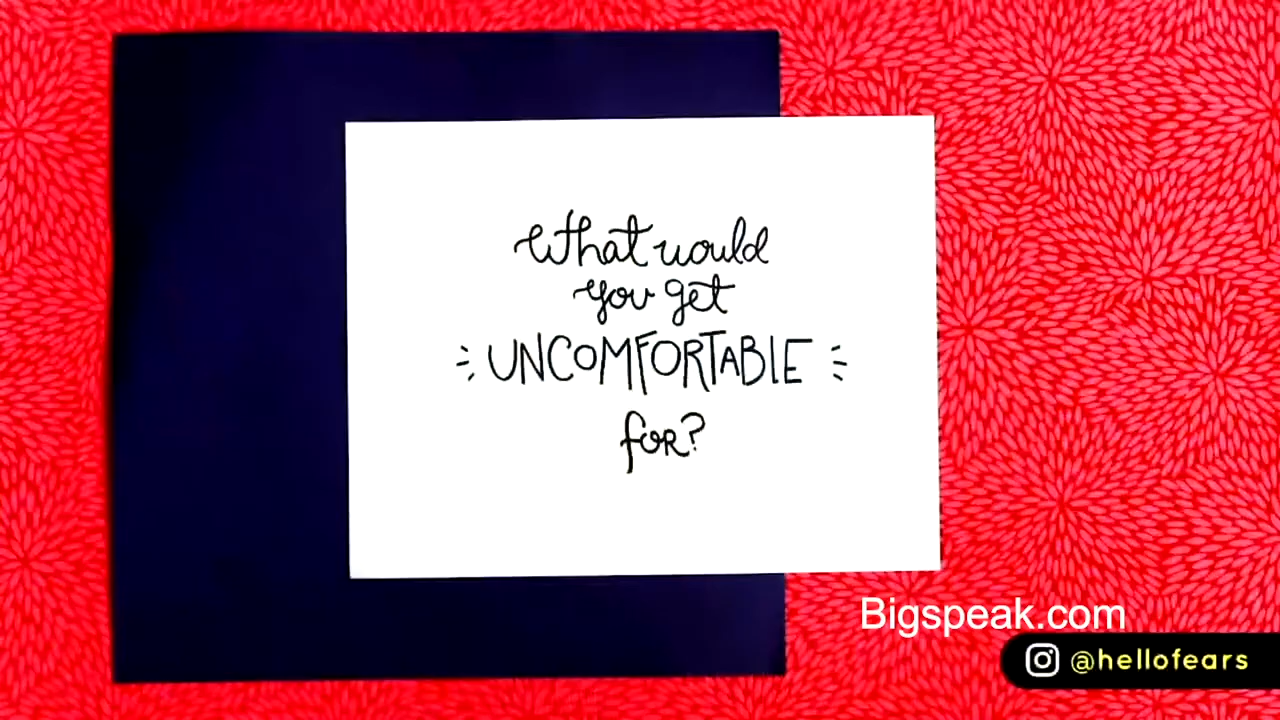 What would
you get
UNCOMFORTABLE
for?
Bigspeak.com
@hellofears